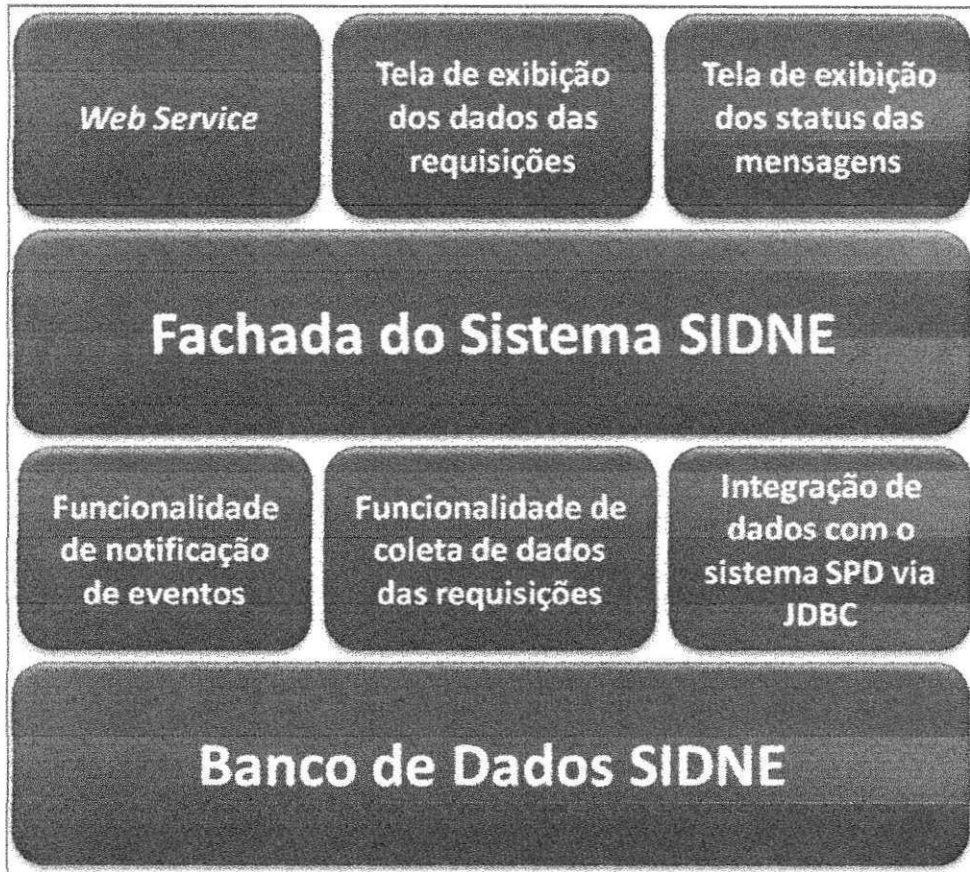 Web Service
Tela de exibição
dos dados das
requisições
Tela de exibição
dos status das
mensagens
Fachada do Sistema SIDNE
Funcionalidade
de notificação
de eventos
Funcionalidade de
coleta de dados
das requisições
Integração de
dados com o
sistema SPD via
JDBC
Banco de Dados SIDNE